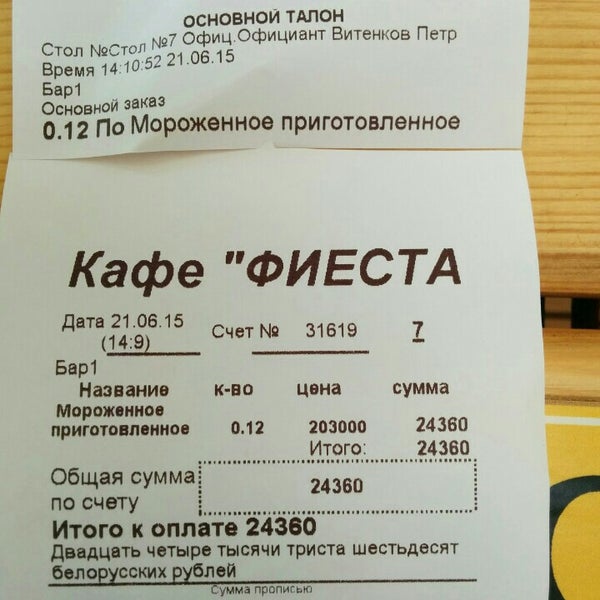 ОСНОВНОЙ ТАЛОН
Стол №Стол №7 Офиц.Официант Витенков Петр
Время 14:10:52 21.06.15
Бар1
Основной заказ
0.12 По Мороженное приготовленное
Кафе "ФИЕСТА
Дата 21.06.15 Счет № 31619 7
(14:9)
Бар1
Название к-во цена сумма
Мороженное
приготовленное 0.12 203000 24360
Итого: 24360
Общая сумма
по счету 24360
Итого к оплате 24360
Двадцать четыре тысячи триста шестьдесят
белорусских рублей
Сумма прописью